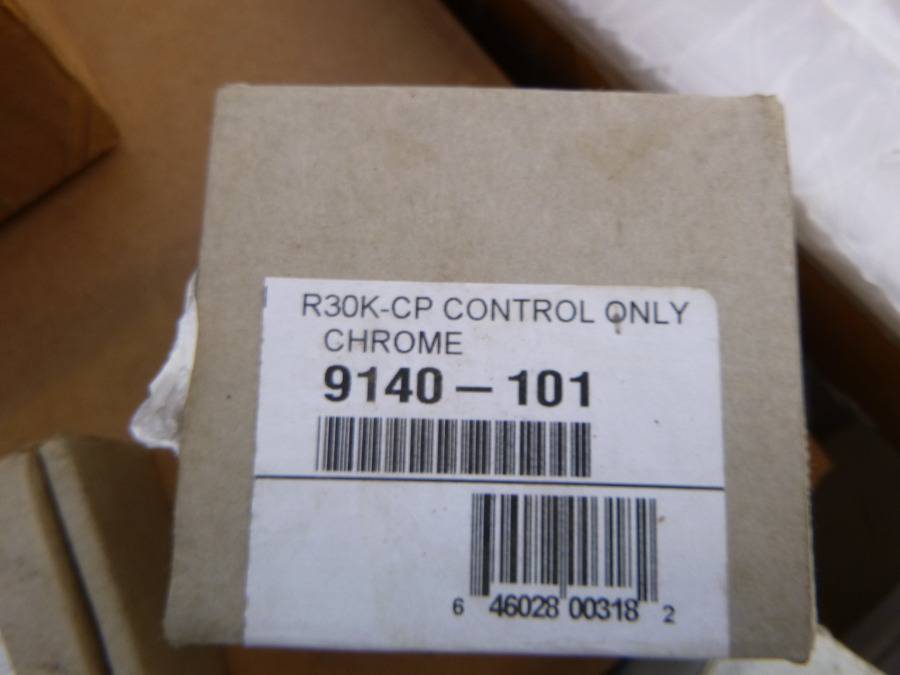 R30K-CP CONTROL ONLY
CHROME
9140 — 101
6 46028 00318 2